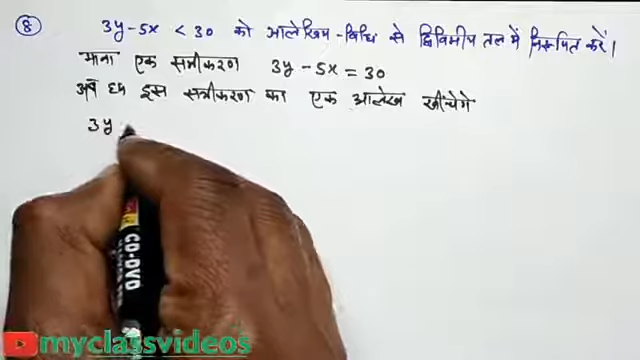 ⑧ 3y - 5x < 30 को आलेखिय - विधि से द्विविमीय तल में निरूपित करें।
माना एक समीकरण 3y - 5x = 30
अब हम इस समीकरण का एक आलेख खींचेगे
3y -
CD-DVD
myclassvideos